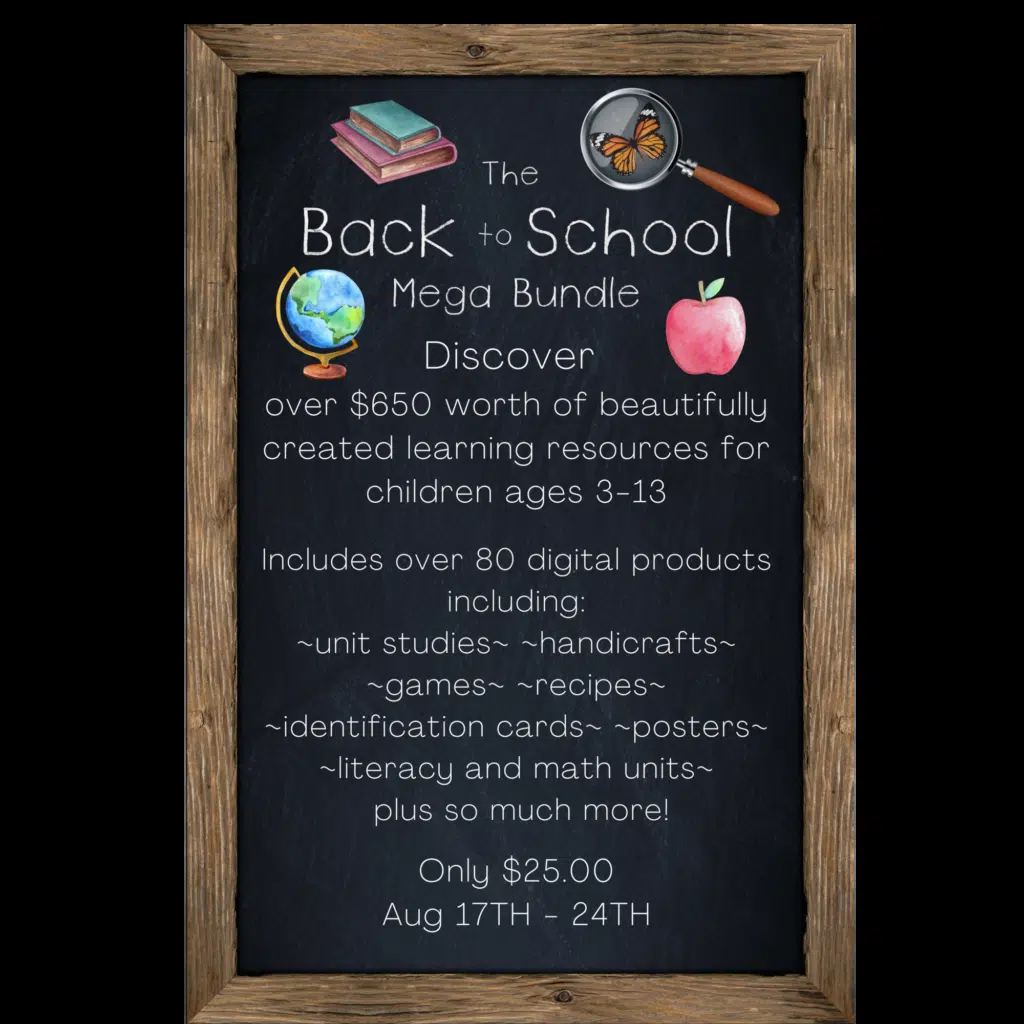 The
Back to School
Mega Bundle
Discover
over $650 worth of beautifully
created learning resources for
children ages 3-13
Includes over 80 digital products
including:
~unit studies~ ~handicrafts~
~games~ ~recipes~
~identification cards~ ~posters~
~literacy and math units~
plus so much more!
Only $25.00
Aug 17TH - 24TH